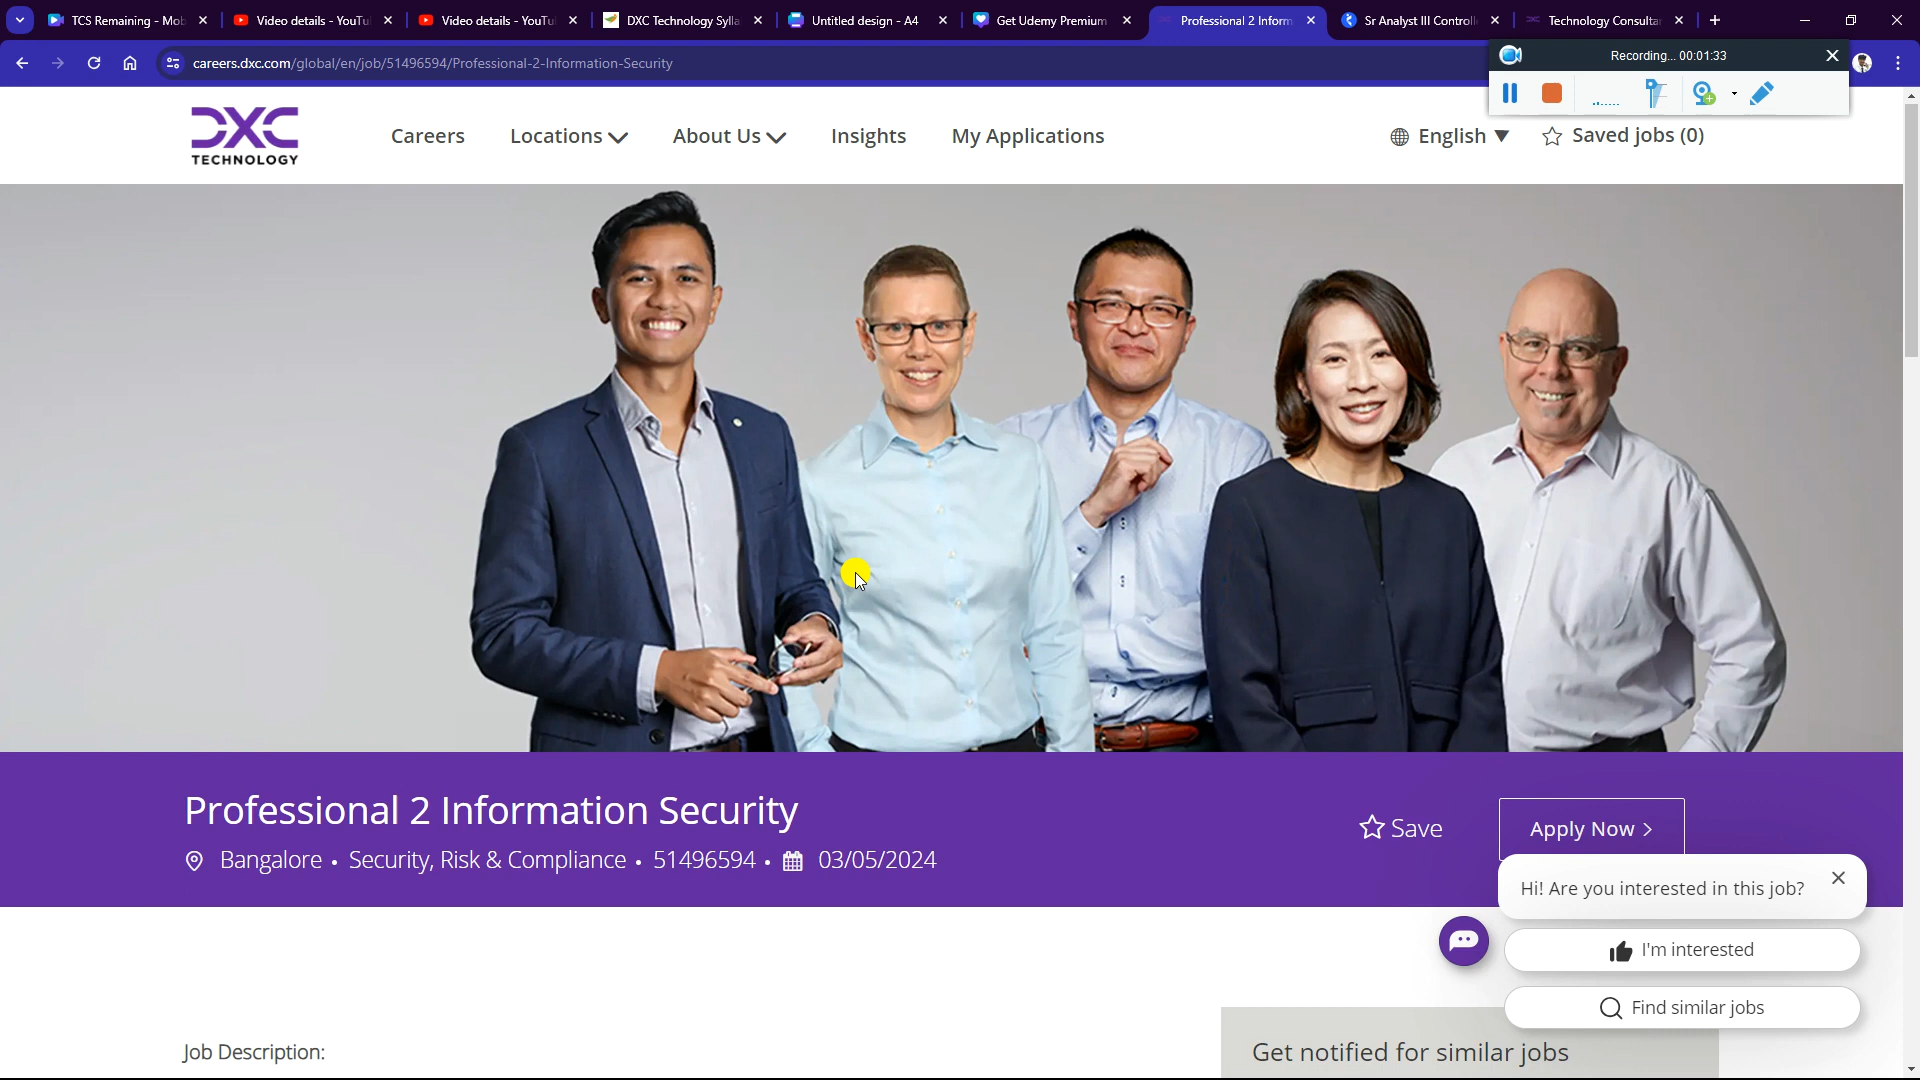 TCS Remaining - Mob
Video details - YouTu
Video details - YouTu
DXC Technology Sylla
Untitled design - A4
Get Udemy Premium
Professional 2 Inform
Sr Analyst III Controll
Technology Consulta
careers.dxc.com/global/en/job/51496594/Professional-2-Information-Security
Recording... 00:01:33
DXC
TECHNOLOGY
Careers
Locations
About Us
Insights
My Applications
English
Saved jobs (0)
Professional 2 Information Security
Bangalore • Security, Risk & Compliance • 51496594 • 03/05/2024
Save
Apply Now >
Hi! Are you interested in this job?
I'm interested
Find similar jobs
Job Description:
Get notified for similar jobs